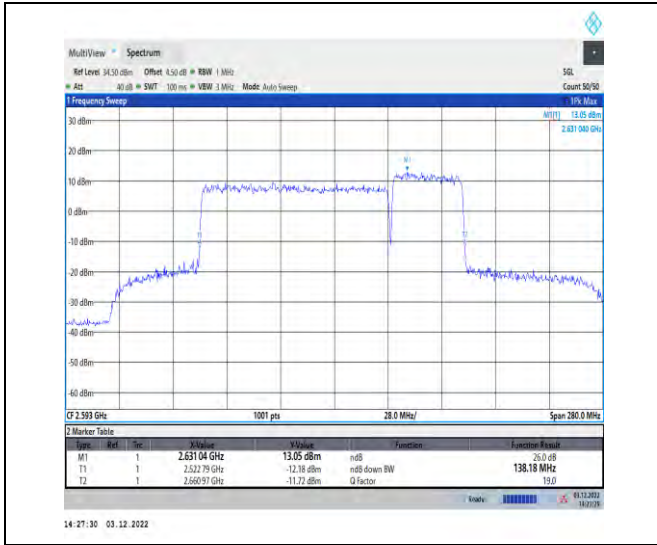 MultiView Spectrum
Ref Level 34.50 dBm Offset 4.50 dB RBW 1 MHz SGL
Att 40 dB SWT 100 ms VBW 3 MHz Mode Auto Sweep Count 50/50
1 Frequency Sweep 1Pk Max
M1[1] 13.05 dBm
2.631 040 GHz
30 dBm
20 dBm
M1
10 dBm
0 dBm
T1 T2
-10 dBm
-20 dBm
-30 dBm
-40 dBm
-50 dBm
-60 dBm
CF 2.593 GHz 1001 pts 28.0 MHz/ Span 280.0 MHz
2 Marker Table
Type Ref Trc X-Value Y-Value Function Function Result
M1 1 2.63104 GHz 13.05 dBm ndB 26.0 dB
T1 1 2.522 79 GHz -12.18 dBm ndB down BW 138.18 MHz
T2 1 2.660 97 GHz -11.72 dBm Q Factor 19.0
Ready 03.12.2022
14:27:30 03.12.2022